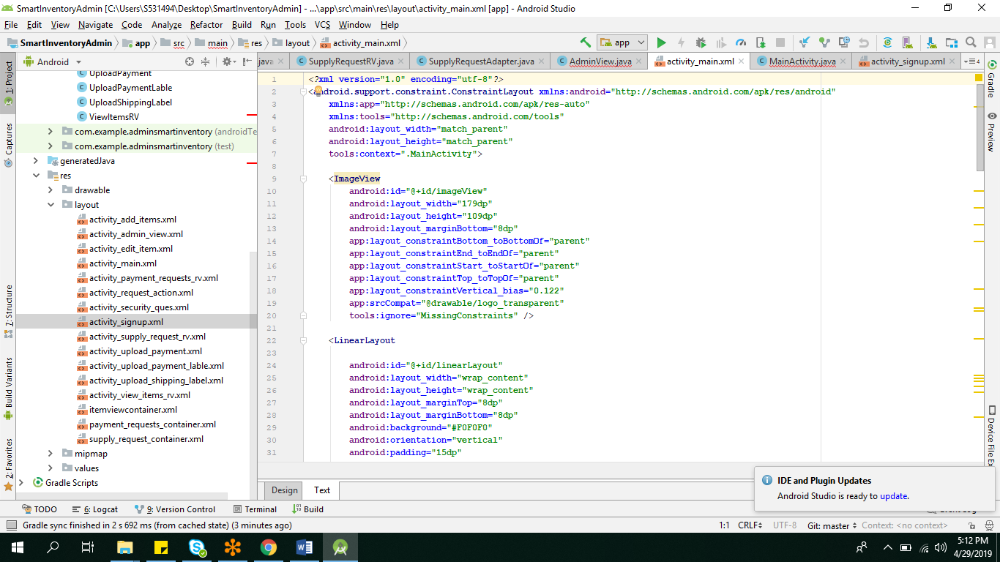 SmartInventoryAdmin [C:\Users\S531494\Desktop\SmartInventoryAdmin] - ...\app\src\main\res\layout\activity_main.xml [app] - Android Studio
File Edit View Navigate Code Analyze Refactor Build Run Tools VCS Window Help
SmartInventoryAdmin app src main res layout activity_main.xml
app
Android
java SupplyRequestRV.java SupplyRequestAdapter.java AdminView.java activity_main.xml MainActivity.java activity_signup.xml 4
1: Project
Captures
7: Structure
Build Variants
2: Favorites
UploadPayment
UploadPaymentLable
UploadShippingLabel
ViewItemsRV
com.example.adminsmartinventory (androidTe
com.example.adminsmartinventory (test)
generatedJava
res
drawable
layout
activity_add_items.xml
activity_admin_view.xml
activity_edit_item.xml
activity_main.xml
activity_payment_requests_rv.xml
activity_request_action.xml
activity_security_ques.xml
activity_signup.xml
activity_supply_request_rv.xml
activity_upload_payment.xml
activity_upload_payment_lable.xml
activity_upload_shipping_label.xml
activity_view_items_rv.xml
itemviewcontainer.xml
payment_requests_container.xml
supply_request_container.xml
mipmap
values
Gradle Scripts
1 <?xml version="1.0" encoding="utf-8"?>
2 <android.support.constraint.ConstraintLayout xmlns:android="http://schemas.android.com/apk/res/android"
3 xmlns:app="http://schemas.android.com/apk/res-auto"
4 xmlns:tools="http://schemas.android.com/tools"
5 android:layout_width="match_parent"
6 android:layout_height="match_parent"
7 tools:context=".MainActivity">
8
9 <ImageView
10 android:id="@+id/imageView"
11 android:layout_width="179dp"
12 android:layout_height="109dp"
13 android:layout_marginBottom="8dp"
14 app:layout_constraintBottom_toBottomOf="parent"
15 app:layout_constraintEnd_toEndOf="parent"
16 app:layout_constraintStart_toStartOf="parent"
17 app:layout_constraintTop_toTopOf="parent"
18 app:layout_constraintVertical_bias="0.122"
19 app:srcCompat="@drawable/logo_transparent"
20 tools:ignore="MissingConstraints" />
21
22 <LinearLayout
23
24 android:id="@+id/linearLayout"
25 android:layout_width="wrap_content"
26 android:layout_height="wrap_content"
27 android:layout_marginTop="8dp"
28 android:layout_marginBottom="8dp"
29 android:background="#F0F0F0"
30 android:orientation="vertical"
31 android:padding="15dp"
Gradle
Preview
Device File Ex
Design Text
IDE and Plugin Updates
Android Studio is ready to update.
TODO 6: Logcat 9: Version Control Terminal Build
Gradle sync finished in 2 s 692 ms (from cached state) (3 minutes ago) 1:1 CRLF UTF-8 Git: master Context: <no context>
5:12 PM
4/29/2019